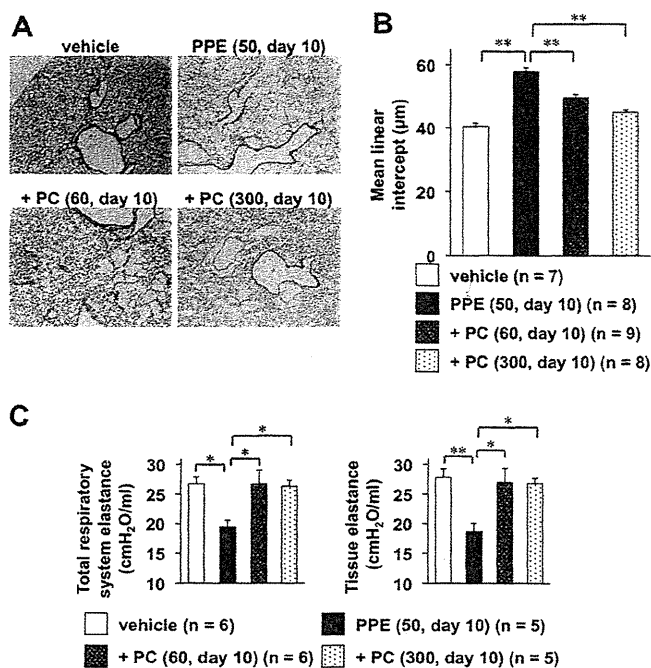 A
vehicle
PPE (50, day 10)
+ PC (60, day 10)
+ PC (300, day 10)
B
Mean linear
intercept (μm)
60
40
20
0
**
** **
vehicle (n = 7)
PPE (50, day 10) (n = 8)
+ PC (60, day 10) (n = 9)
+ PC (300, day 10) (n = 8)
C
Total respiratory
system elastance
(cmH2O/ml)
30
25
20
15
10
*
* *
Tissue elastance
(cmH2O/ml)
30
25
20
15
10
*
** *
vehicle (n = 6)
PPE (50, day 10) (n = 5)
+ PC (60, day 10) (n = 6)
+ PC (300, day 10) (n = 5)